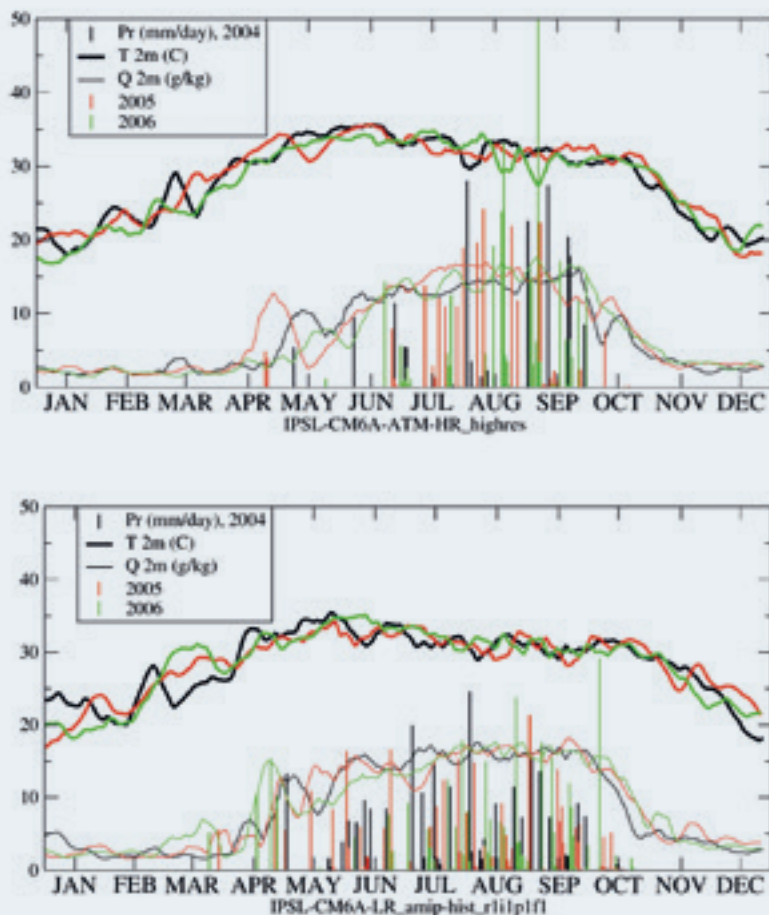 50
Pr (mm/day), 2004
T 2m (C)
Q 2m (g/kg)
2005
2006
40
30
20
10
0
JAN FEB MAR APR MAY JUN JUL AUG SEP OCT NOV DEC
IPSL-CM6A-ATM-HR_highres
50
Pr (mm/day), 2004
T 2m (C)
Q 2m (g/kg)
2005
2006
40
30
20
10
0
JAN FEB MAR APR MAY JUN JUL AUG SEP OCT NOV DEC
IPSL-CM6A-LR_amip-hist_r1i1p1f1